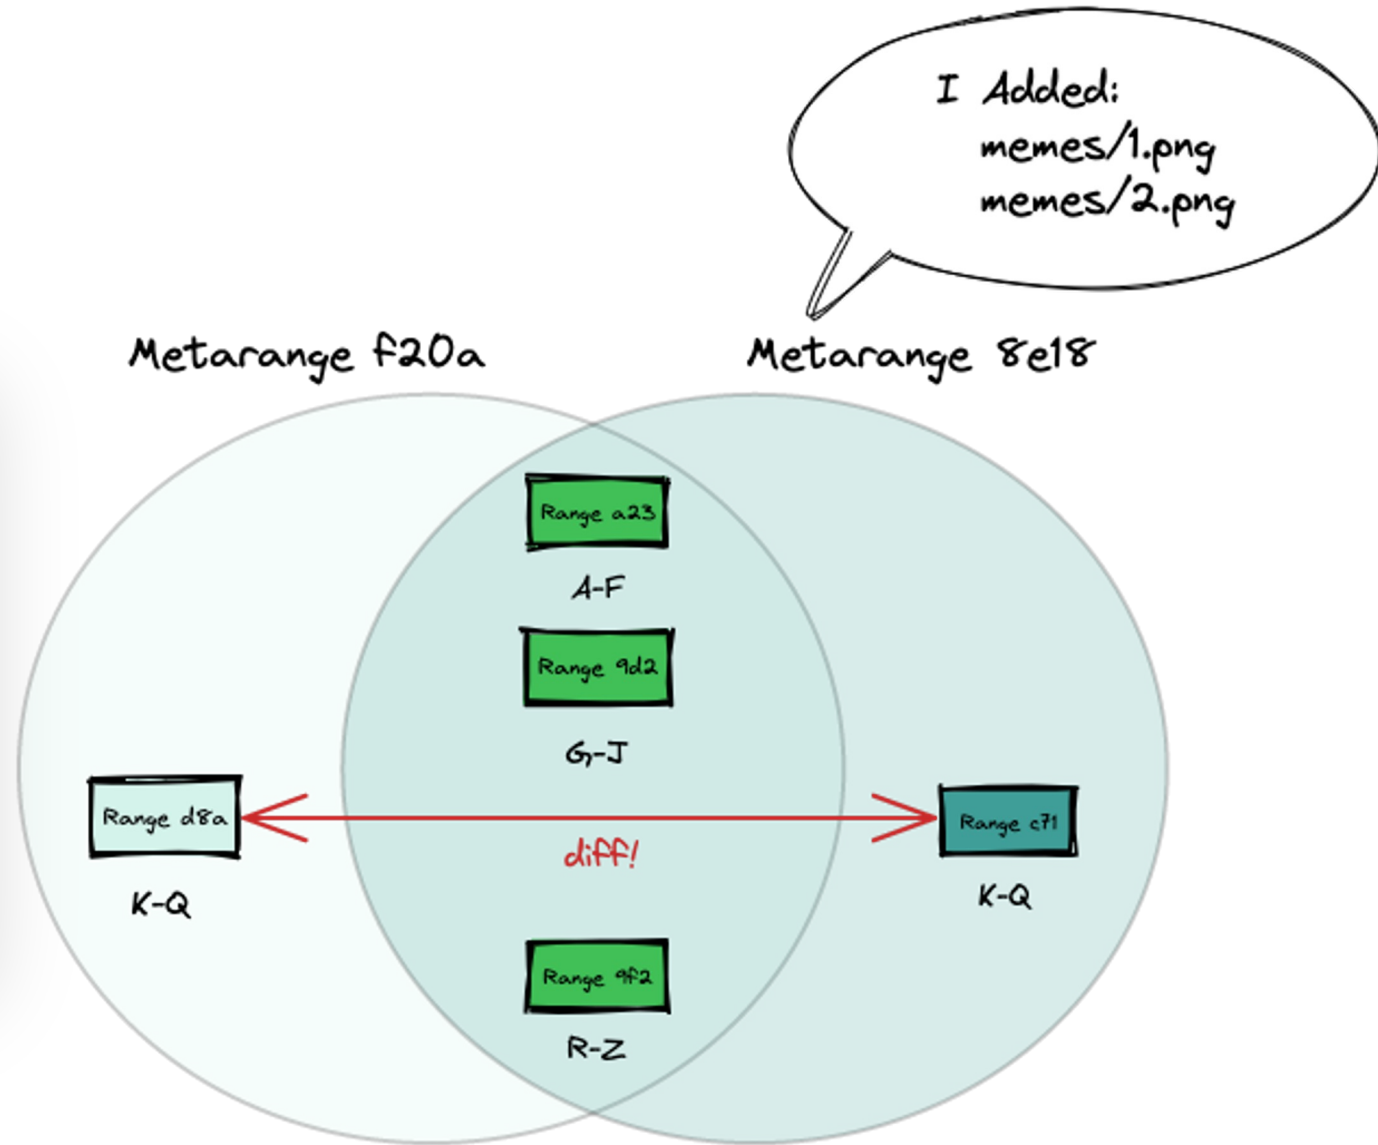 I Added:
memes/1.png
memes/2.png
Metarange f20a
Metarange 8e18
Range a23
A-F
Range 9d2
G-J
Range d8a
K-Q
diff!
Range c71
K-Q
Range 9f2
R-Z